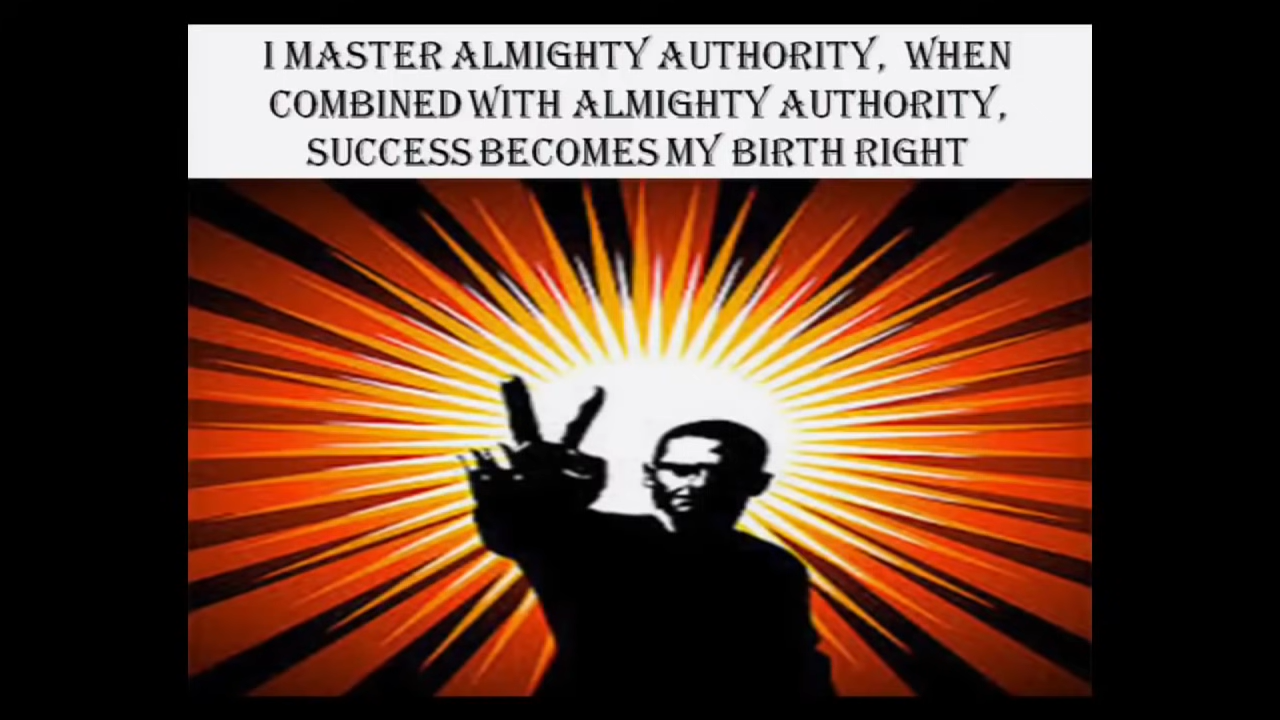 I MASTER ALMIGHTY AUTHORITY, WHEN
COMBINED WITH ALMIGHTY AUTHORITY,
SUCCESS BECOMES MY BIRTH RIGHT